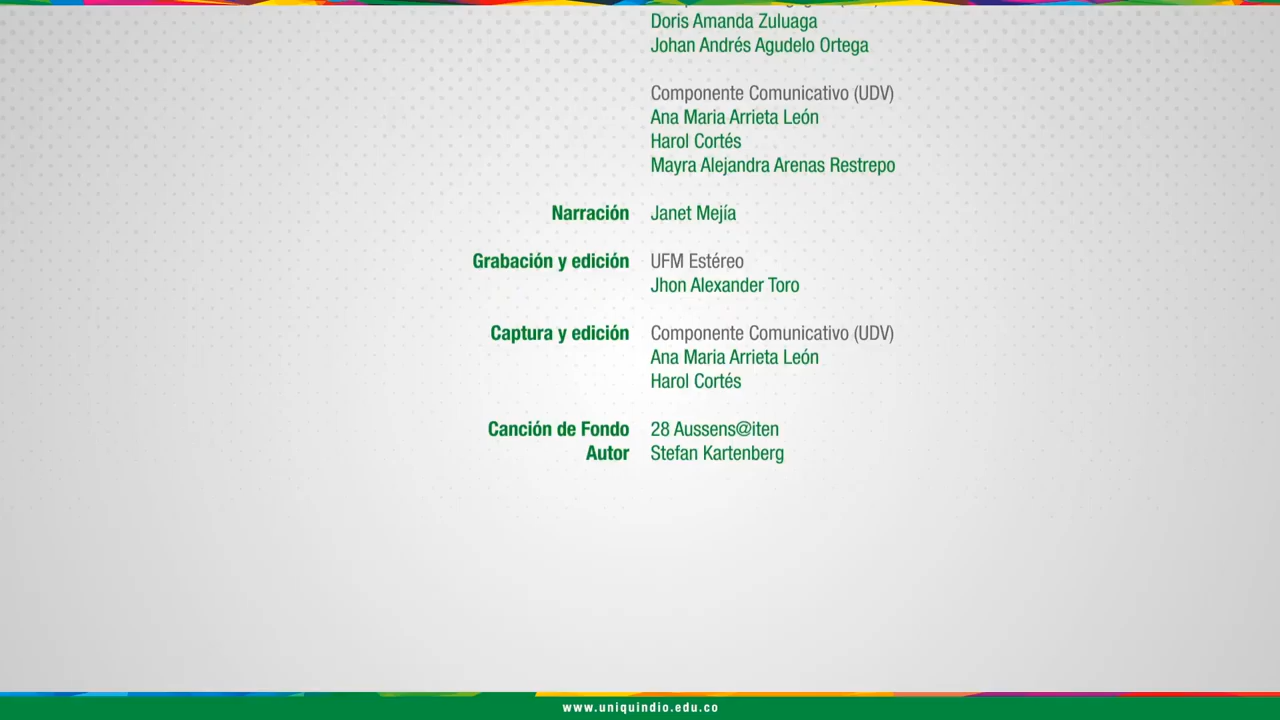 Doris Amanda Zuluaga
Johan Andrés Agudelo Ortega
Componente Comunicativo (UDV)
Ana Maria Arrieta León
Harol Cortés
Mayra Alejandra Arenas Restrepo
Narración Janet Mejía
Grabación y edición UFM Estéreo
Jhon Alexander Toro
Captura y edición Componente Comunicativo (UDV)
Ana Maria Arrieta León
Harol Cortés
Canción de Fondo 28 Aussens@iten
Autor Stefan Kartenberg
www.uniquindio.edu.co